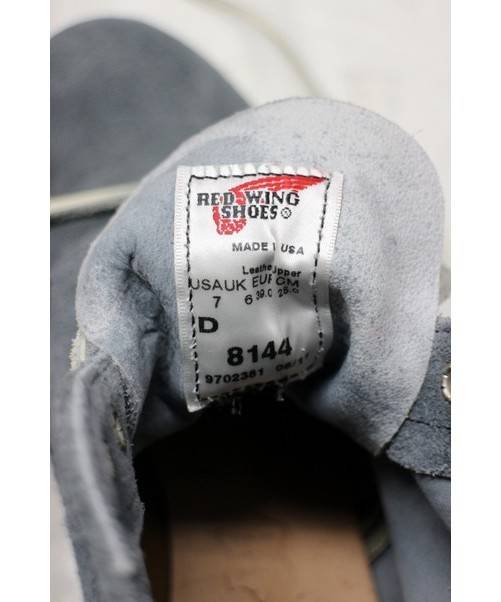 RED WING
SHOES®
MADE IN USA
Leather Upper
USA UK EUR CM
7 6 39.0 25.0
D
8144
9702381